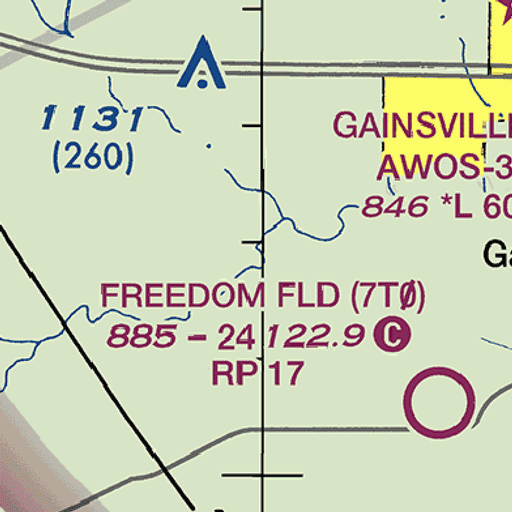 1131
(260)
GAINSVILLE
AWOS-3
846 *L 60
Ga
FREEDOM FLD (7TØ)
885 – 24 122.9 C
RP 17